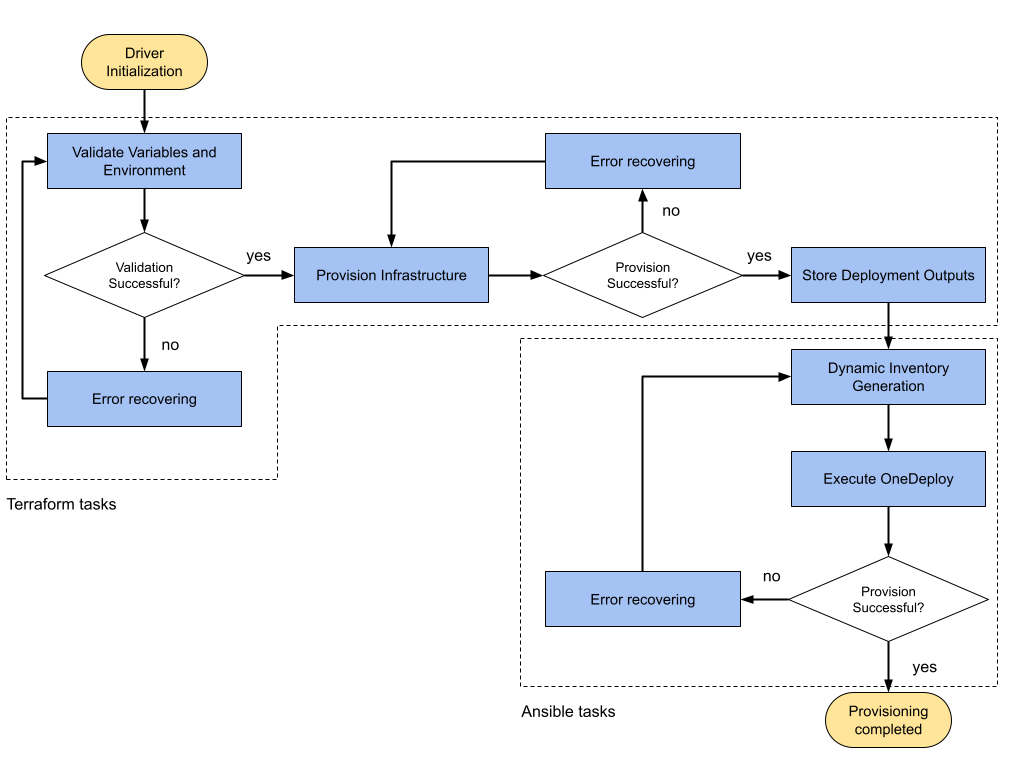 Driver
Initialization
Validate Variables and
Environment
Error recovering
no
Validation
Successful?
yes
Provision Infrastructure
Provision
Successful?
yes
Store Deployment Outputs
no
Error recovering
Terraform tasks
Dynamic Inventory
Generation
Execute OneDeploy
Provision
Successful?
no
Error recovering
yes
Ansible tasks
Provisioning
completed